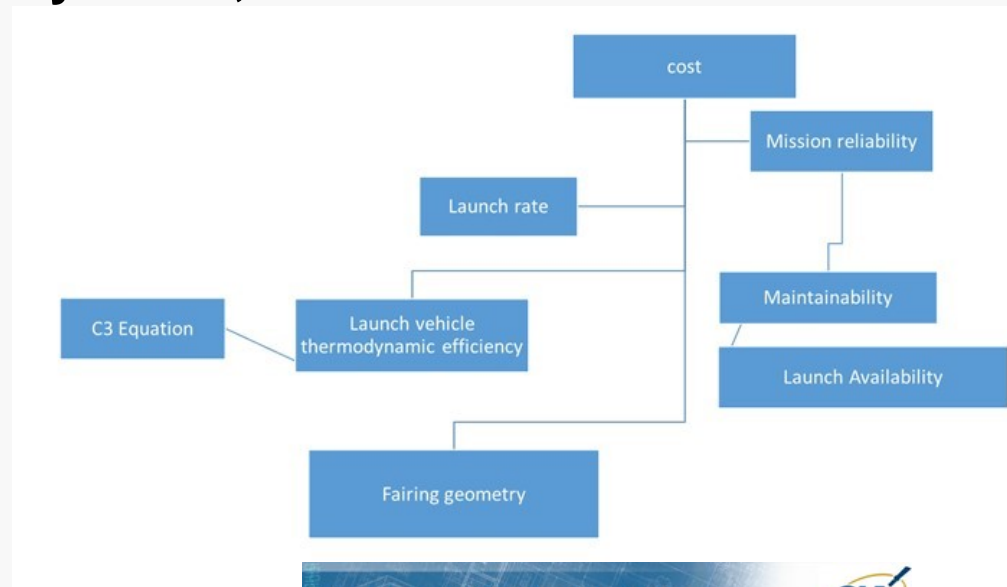 cost
Mission reliability
Launch rate
Maintainability
C3 Equation
Launch vehicle
thermodynamic efficiency
Launch Availability
Fairing geometry